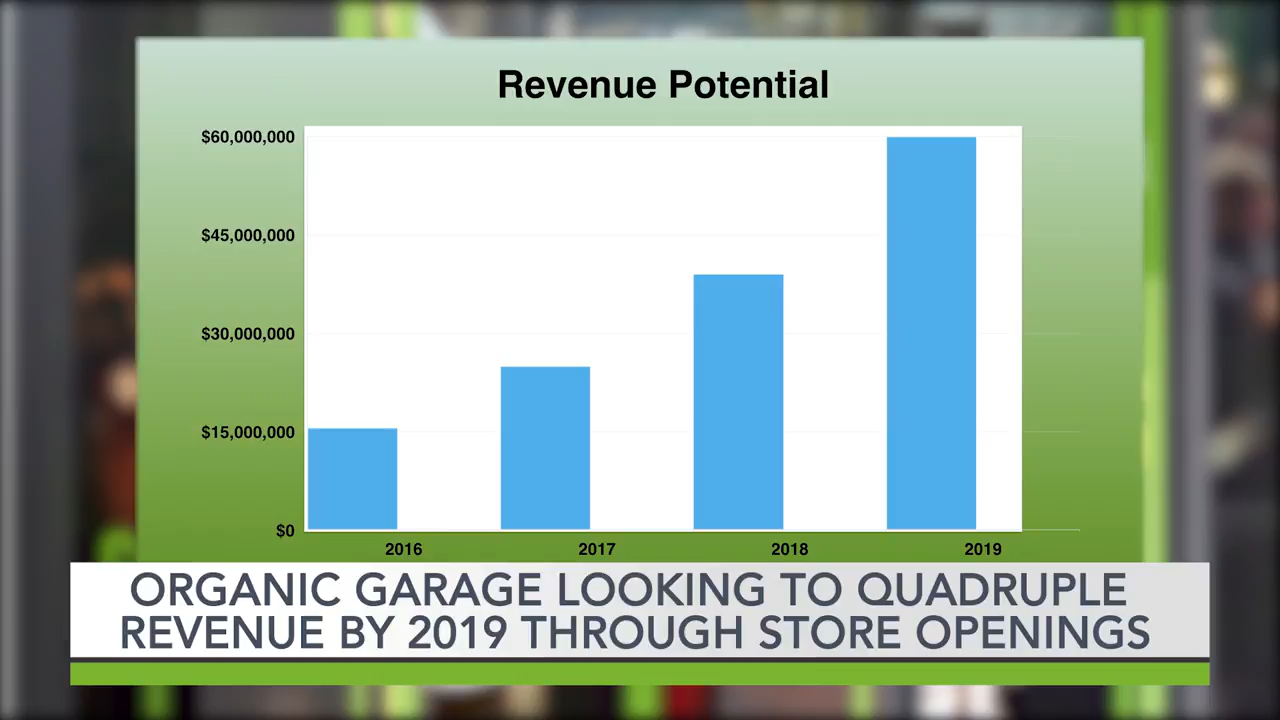 Revenue Potential
$60,000,000
$45,000,000
$30,000,000
$15,000,000
$0
2016 2017 2018 2019
ORGANIC GARAGE LOOKING TO QUADRUPLE
REVENUE BY 2019 THROUGH STORE OPENINGS